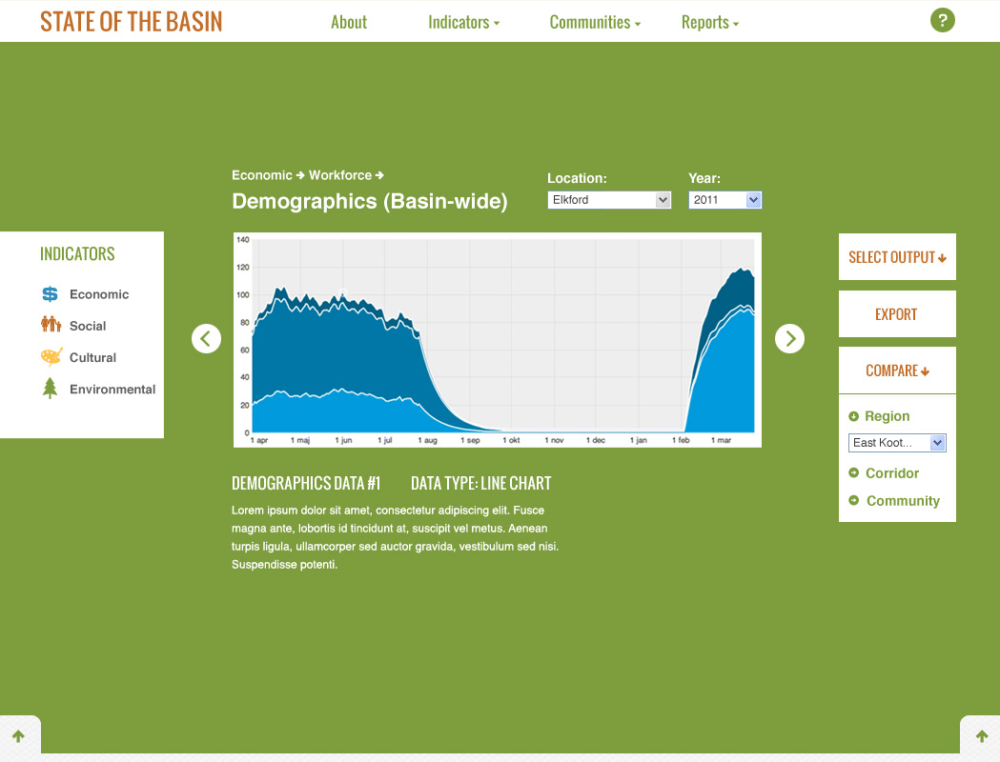 STATE OF THE BASIN
About Indicators Communities Reports ?
Economic → Workforce →
Demographics (Basin-wide)
Location: Year:
Elkford 2011
INDICATORS
$ Economic
Social
Cultural
Environmental
140
120
100
80
60
40
20
0
1 apr 1 maj 1 jun 1 jul 1 aug 1 sep 1 okt 1 nov 1 dec 1 jan 1 feb 1 mar
SELECT OUTPUT ↓
EXPORT
COMPARE ↓
Region
East Koot...
Corridor
Community
DEMOGRAPHICS DATA #1 DATA TYPE: LINE CHART
Lorem ipsum dolor sit amet, consectetur adipiscing elit. Fusce
magna ante, lobortis id tincidunt at, suscipit vel metus. Aenean
turpis ligula, ullamcorper sed auctor gravida, vestibulum sed nisi.
Suspendisse potenti.